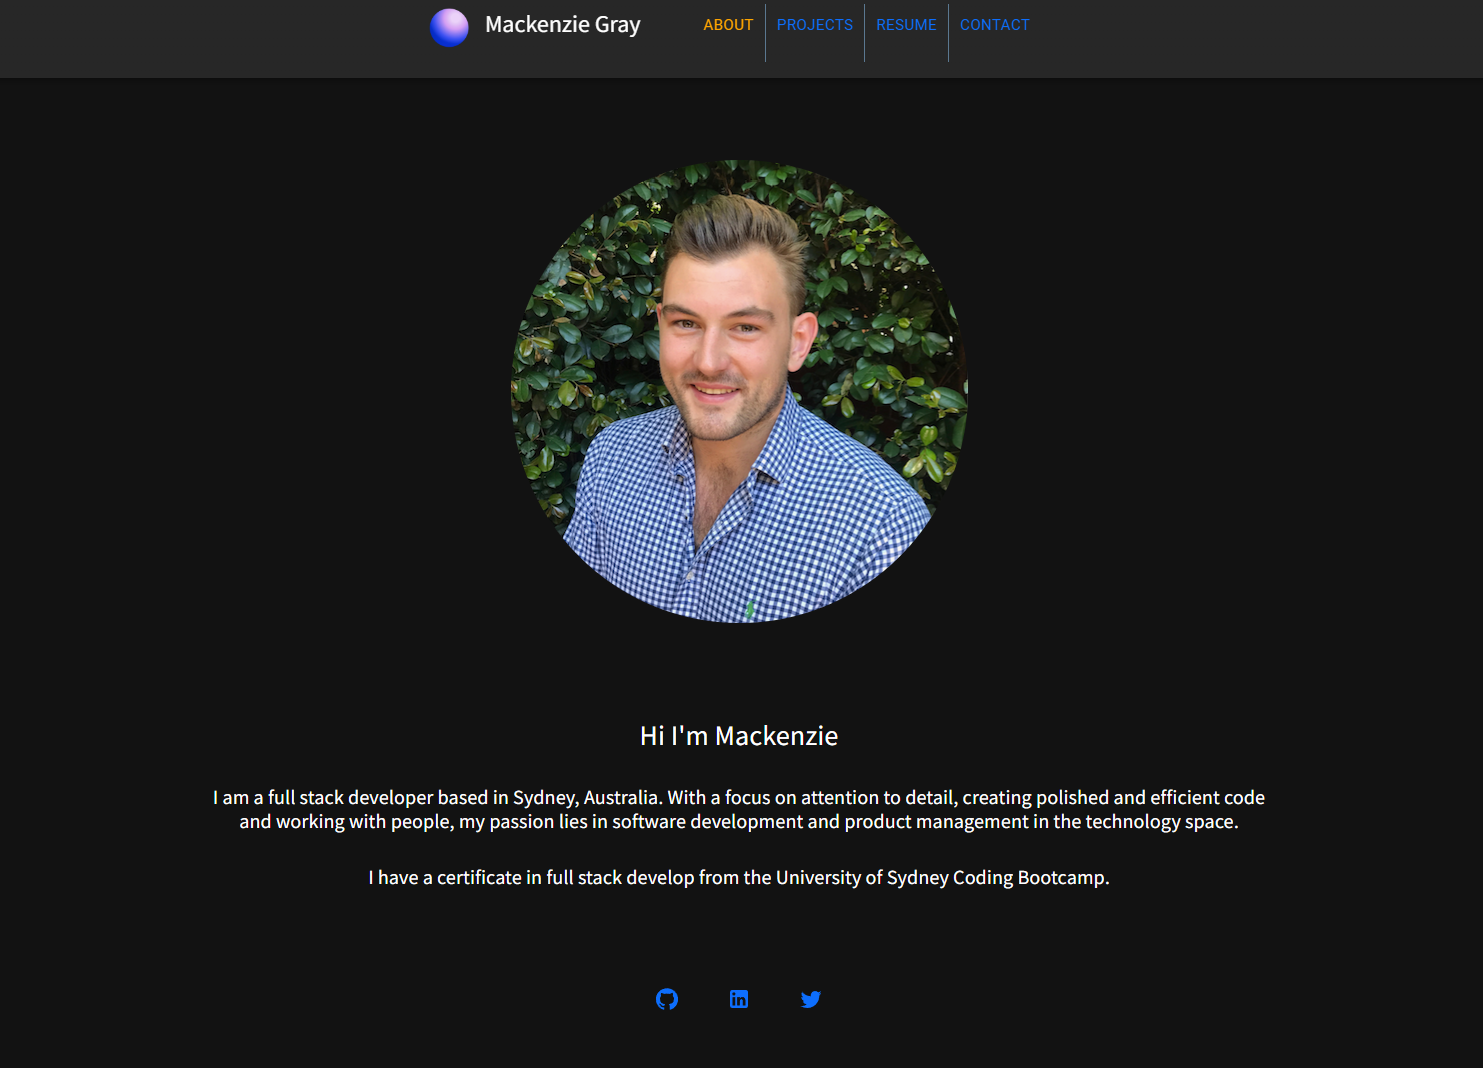 Mackenzie Gray
ABOUT
PROJECTS
RESUME
CONTACT
Hi I'm Mackenzie
I am a full stack developer based in Sydney, Australia. With a focus on attention to detail, creating polished and efficient code
and working with people, my passion lies in software development and product management in the technology space.
I have a certificate in full stack develop from the University of Sydney Coding Bootcamp.